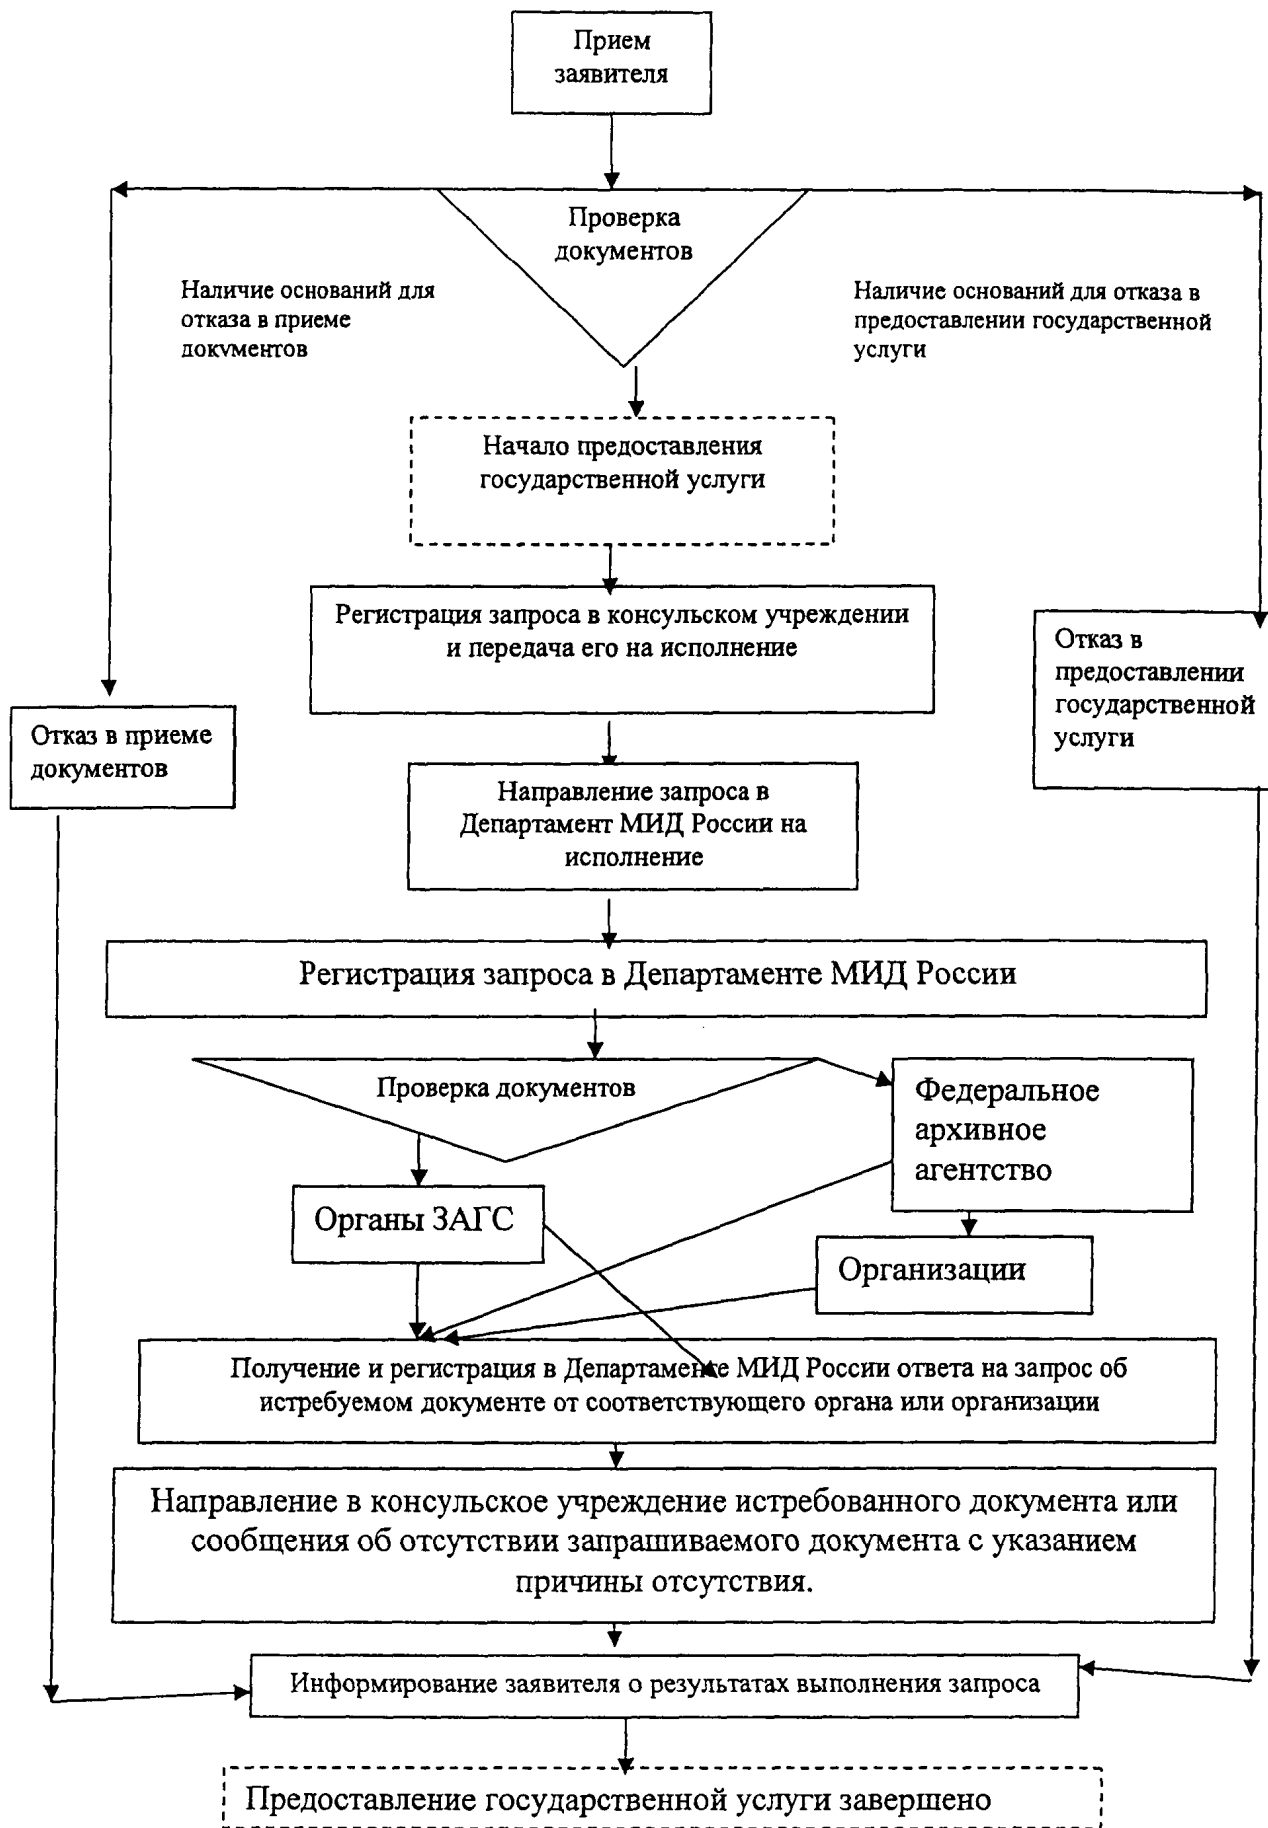 Прием
заявителя
Проверка
документов
Наличие оснований для
отказа в приеме
документов
Наличие оснований для отказа в
предоставлении государственной
услуги
Начало предоставления
государственной услуги
Регистрация запроса в консульском учреждении
и передача его на исполнение
Отказ в
предоставлении
государственной
услуги
Отказ в приеме
документов
Направление запроса в
Департамент МИД России на
исполнение
Регистрация запроса в Департаменте МИД России
Проверка документов
Федеральное
архивное
агентство
Органы ЗАГС
Организации
Получение и регистрация в Департаменте МИД России ответа на запрос об
истребуемом документе от соответствующего органа или организации
Направление в консульское учреждение истребованного документа или
сообщения об отсутствии запрашиваемого документа с указанием
причины отсутствия.
Информирование заявителя о результатах выполнения запроса
Предоставление государственной услуги завершено